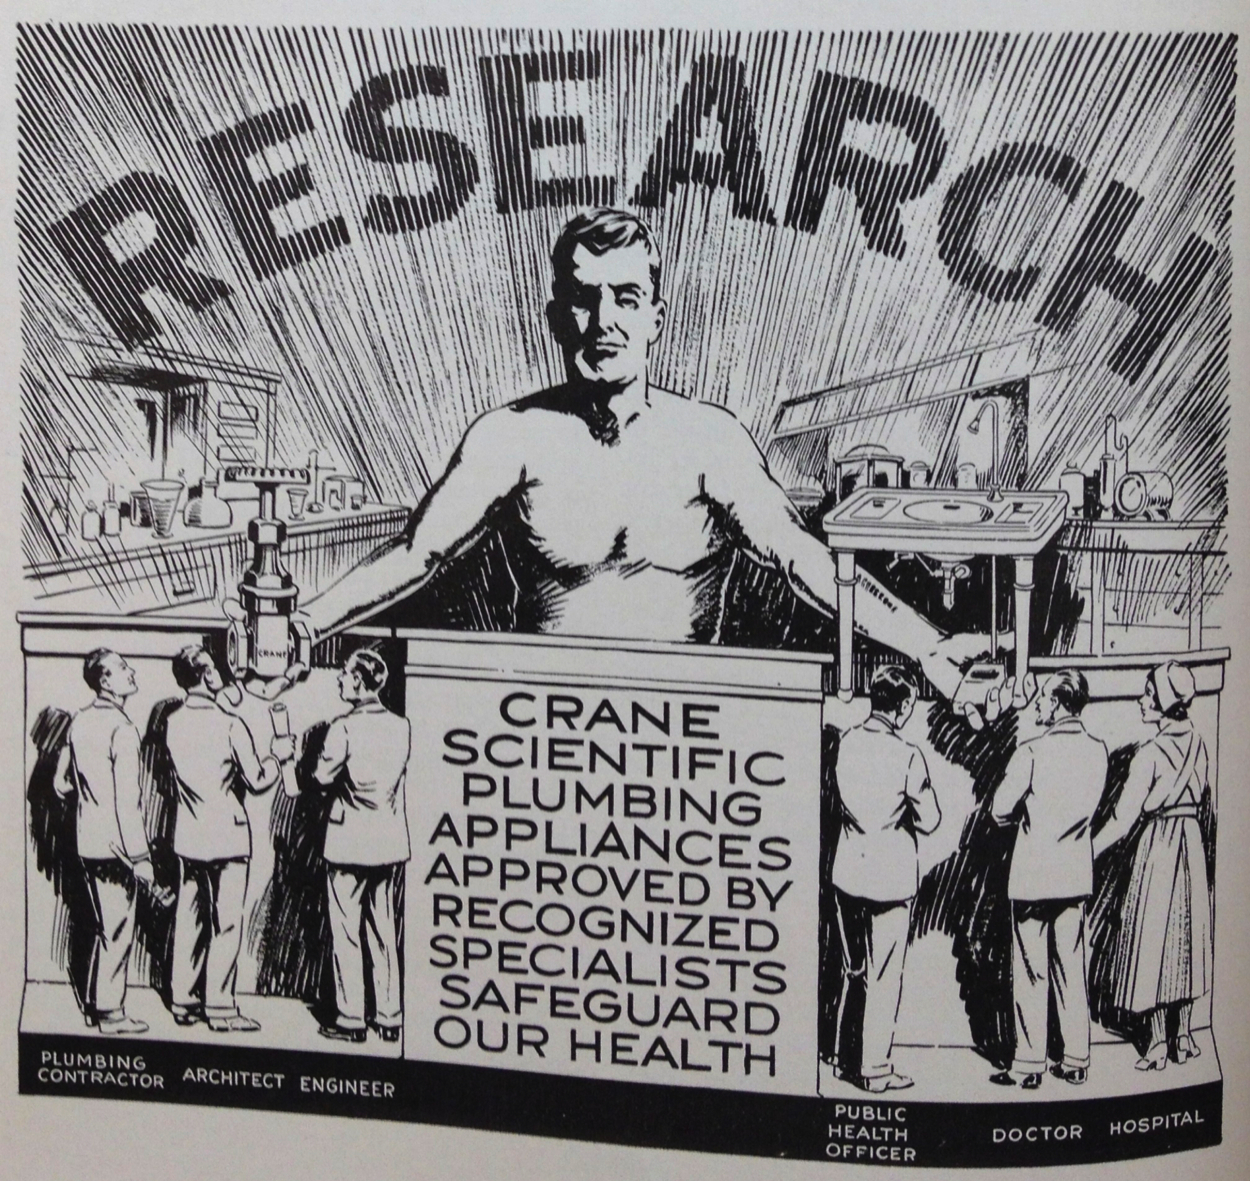 RESEARCH
CRANE
CRANE
SCIENTIFIC
PLUMBING
APPLIANCES
APPROVED BY
RECOGNIZED
SPECIALISTS
SAFEGUARD
OUR HEALTH
PLUMBING
CONTRACTOR
ARCHITECT
ENGINEER
PUBLIC
HEALTH
OFFICER
DOCTOR
HOSPITAL